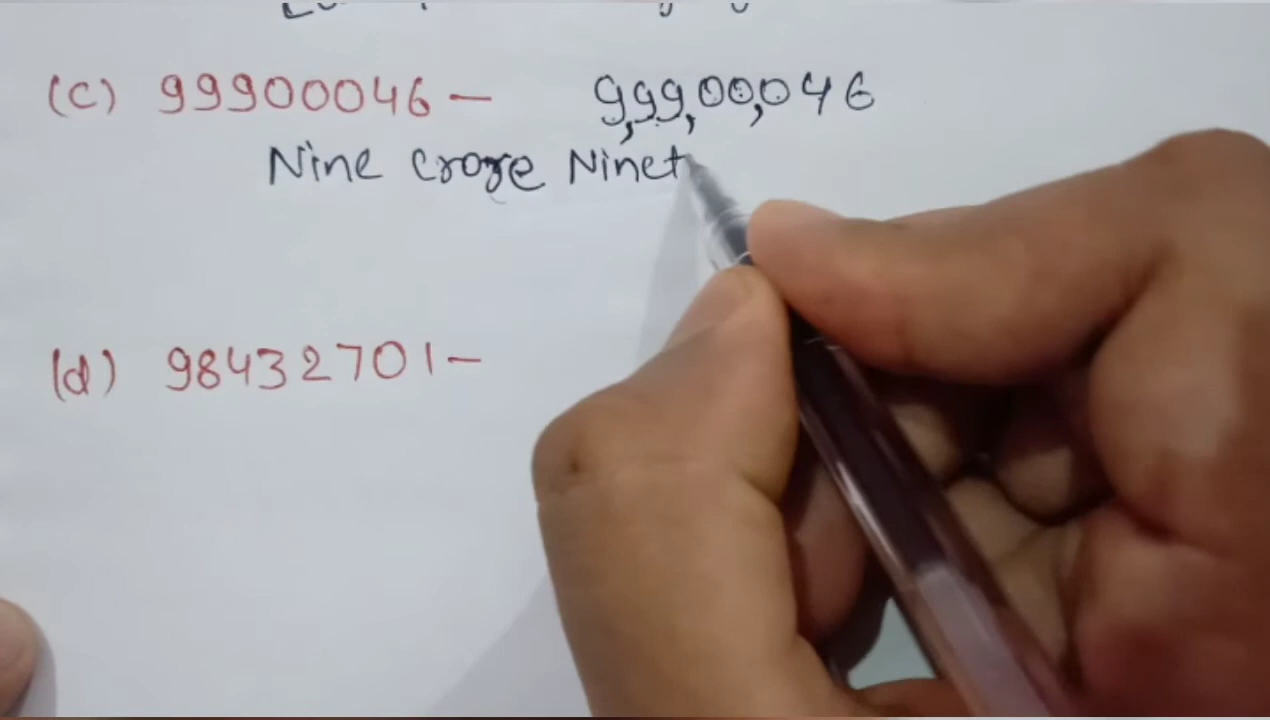 (c) 99900046 - 9,99,00,046
Nine crore Ninet
(d) 98432701 -